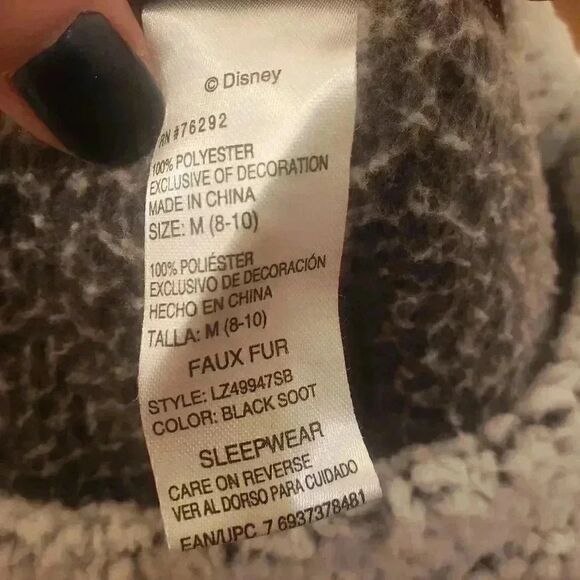 © Disney
RN #76292
100% POLYESTER
EXCLUSIVE OF DECORATION
MADE IN CHINA
SIZE: M (8-10)
100% POLIÉSTER
EXCLUSIVO DE DECORACIÓN
HECHO EN CHINA
TALLA: M (8-10)
FAUX FUR
STYLE: LZ49947SB
COLOR: BLACK SOOT
SLEEPWEAR
CARE ON REVERSE
VER AL DORSO PARA CUIDADO
EAN/UPC 7 6937378481